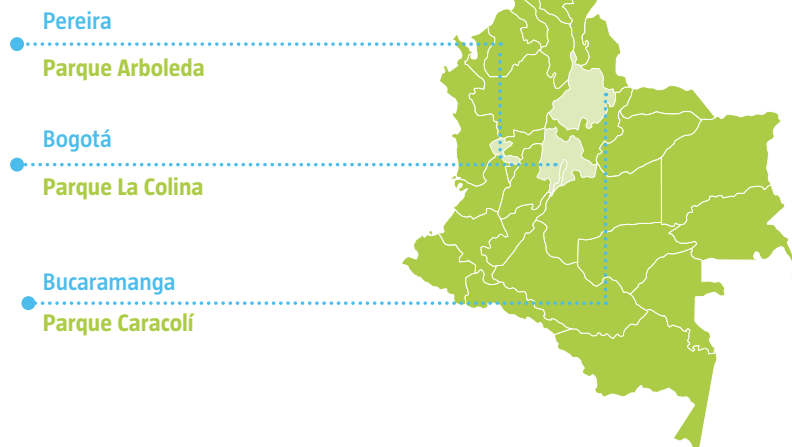 Pereira
Parque Arboleda
Bogotá
Parque La Colina
Bucaramanga
Parque Caracolí